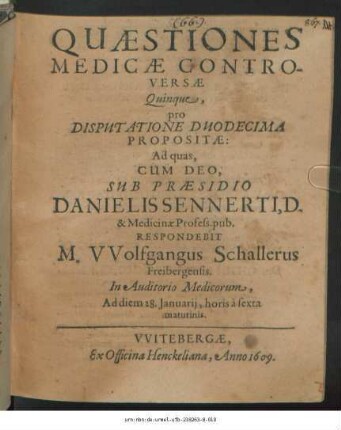 (66.)
QUÆSTIONES
MEDICÆ CONTRO-
VERSÆ
Quinque,
pro
DISPUTATIONE DUODECIMA
PROPOSITÆ:
Ad quas,
CUM DEO,
SUB PRÆSIDIO
DANIELIS SENNERTI, D.
& Medicinæ Profess. pub.
RESPONDEBIT
M. VVolfgangus Schallerus
Freibergensis.
In Auditorio Medicorum,
Ad diem 28. Januarij, horis à sexta
matutinis.
VVITEBERGÆ,
Ex Officina Henckeliana, Anno 1609.